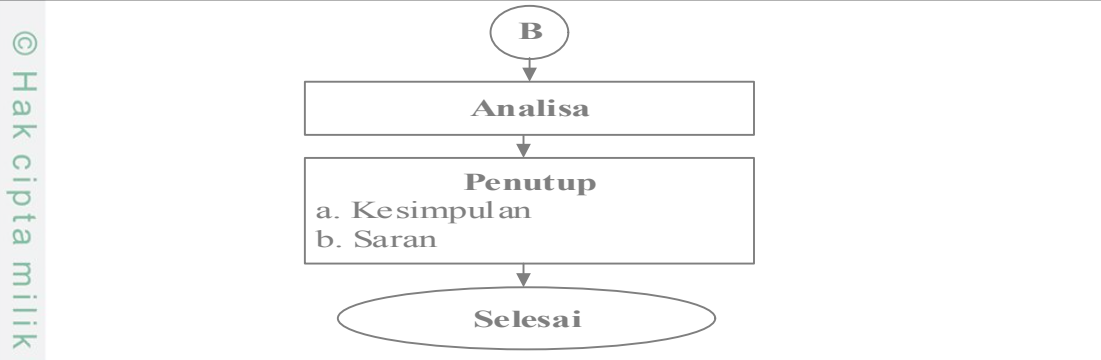 © Hak cipta milik
B
Analisa
Penutup
a. Kesimpulan
b. Saran
Selesai